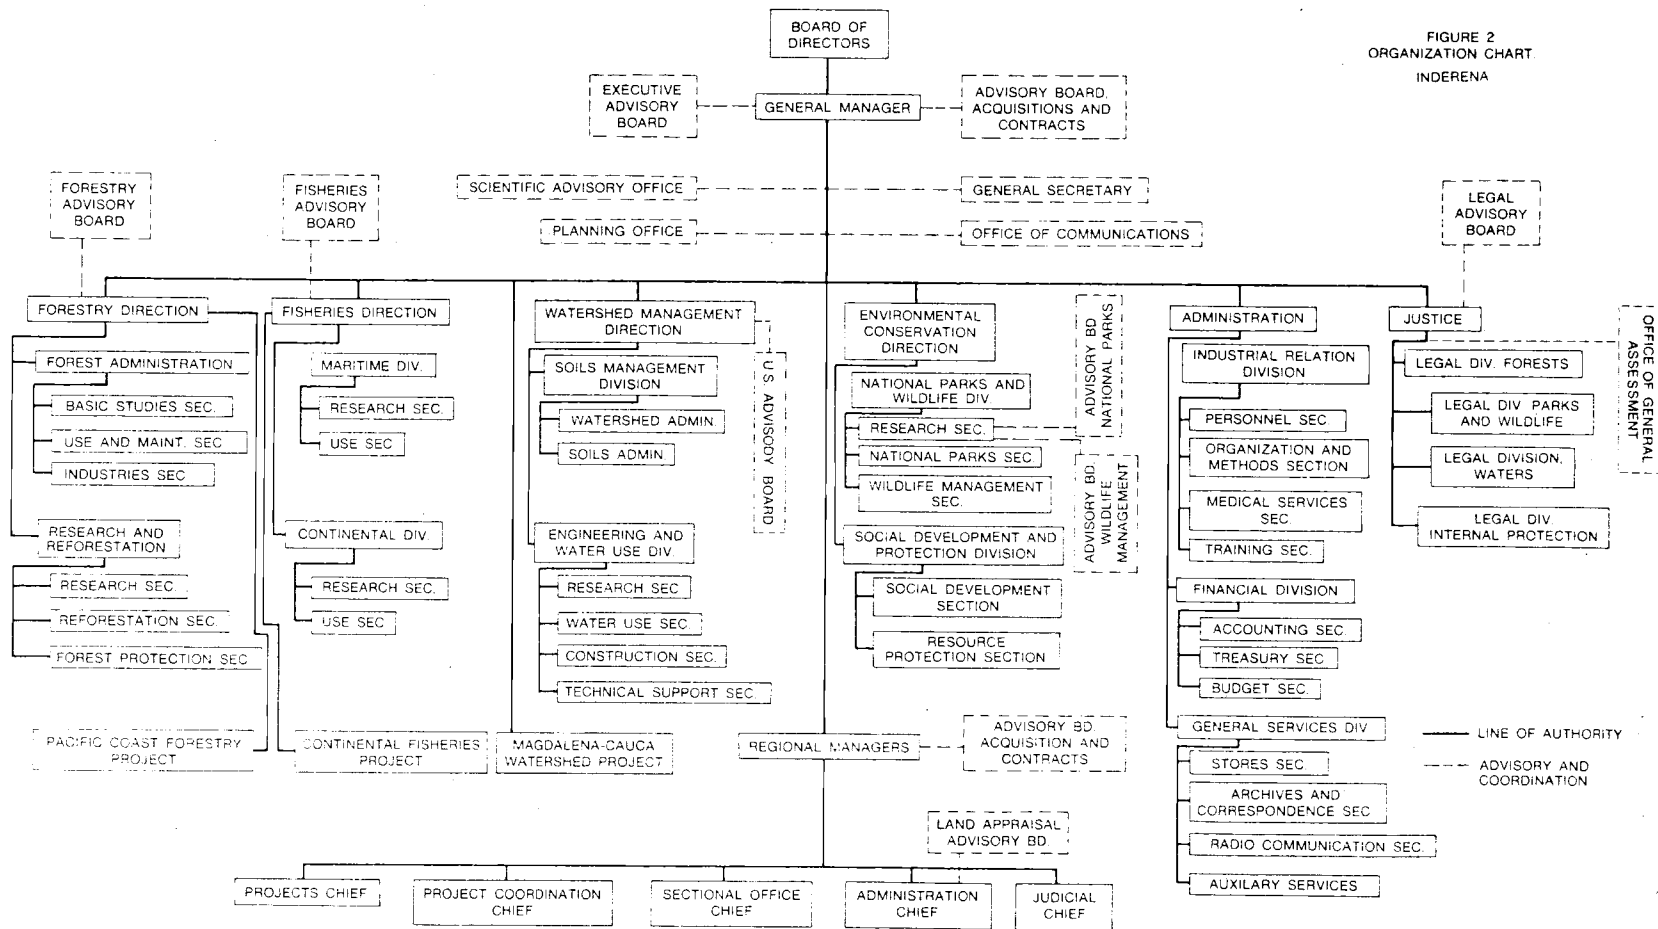 BOARD OF
DIRECTORS
FIGURE 2
ORGANIZATION CHART
INDERENA
EXECUTIVE
ADVISORY
BOARD
GENERAL MANAGER
ADVISORY BOARD,
ACQUISITIONS AND
CONTRACTS
FORESTRY
ADVISORY
BOARD
FISHERIES
ADVISORY
BOARD
SCIENTIFIC ADVISORY OFFICE
GENERAL SECRETARY
LEGAL
ADVISORY
BOARD
PLANNING OFFICE
OFFICE OF COMMUNICATIONS
FORESTRY DIRECTION
FOREST ADMINISTRATION
BASIC STUDIES SEC.
USE AND MAINT. SEC
INDUSTRIES SEC
RESEARCH AND
REFORESTATION
RESEARCH SEC.
REFORESTATION SEC.
FOREST PROTECTION SEC
PACIFIC COAST FORESTRY
PROJECT
FISHERIES DIRECTION
MARITIME DIV.
RESEARCH SEC.
USE SEC
CONTINENTAL DIV.
RESEARCH SEC.
USE SEC
CONTINENTAL FISHERIES
PROJECT
MAGDALENA-CAUCA
WATERSHED PROJECT
WATERSHED MANAGEMENT
DIRECTION
SOILS MANAGEMENT
DIVISION
WATERSHED ADMIN.
SOILS ADMIN.
ENGINEERING AND
WATER USE DIV.
RESEARCH SEC.
WATER USE SEC.
CONSTRUCTION SEC.
TECHNICAL SUPPORT SEC.
U.S. ADVISODY BOARD
ENVIRONMENTAL
CONSERVATION
DIRECTION
NATIONAL PARKS AND
WILDLIFE DIV.
RESEARCH SEC.
NATIONAL PARKS SEC
WILDLIFE MANAGEMENT
SEC.
SOCIAL DEVELOPMENT AND
PROTECTION DIVISION
SOCIAL DEVELOPMENT
SECTION
RESOURCE
PROTECTION SECTION
ADVISORY BD
NATIONAL PARKS
ADVISORY BD.
WILDLIFE
MANAGEMENT
REGIONAL MANAGERS
ADVISORY BD.
ACQUISITION AND
CONTRACTS
ADMINISTRATION
INDUSTRIAL RELATION
DIVISION
PERSONNEL SEC.
ORGANIZATION AND
METHODS SECTION
MEDICAL SERVICES
SEC.
TRAINING SEC.
FINANCIAL DIVISION
ACCOUNTING SEC.
TREASURY SEC
BUDGET SEC.
GENERAL SERVICES DIV
STORES SEC.
ARCHIVES AND
CORRESPONDENCE SEC
RADIO COMMUNICATION SEC.
AUXILARY SERVICES
JUSTICE
LEGAL DIV. FORESTS
LEGAL DIV PARKS
AND WILDLIFE
LEGAL DIVISION,
WATERS
LEGAL DIV.
INTERNAL PROTECTION
OFFICE OF GENERAL
ASSESSMENT
LINE OF AUTHORITY
ADVISORY AND
COORDINATION
LAND APPRAISAL
ADVISORY BD.
PROJECTS CHIEF
PROJECT COORDINATION
CHIEF
SECTIONAL OFFICE
CHIEF
ADMINISTRATION
CHIEF
JUDICIAL
CHIEF